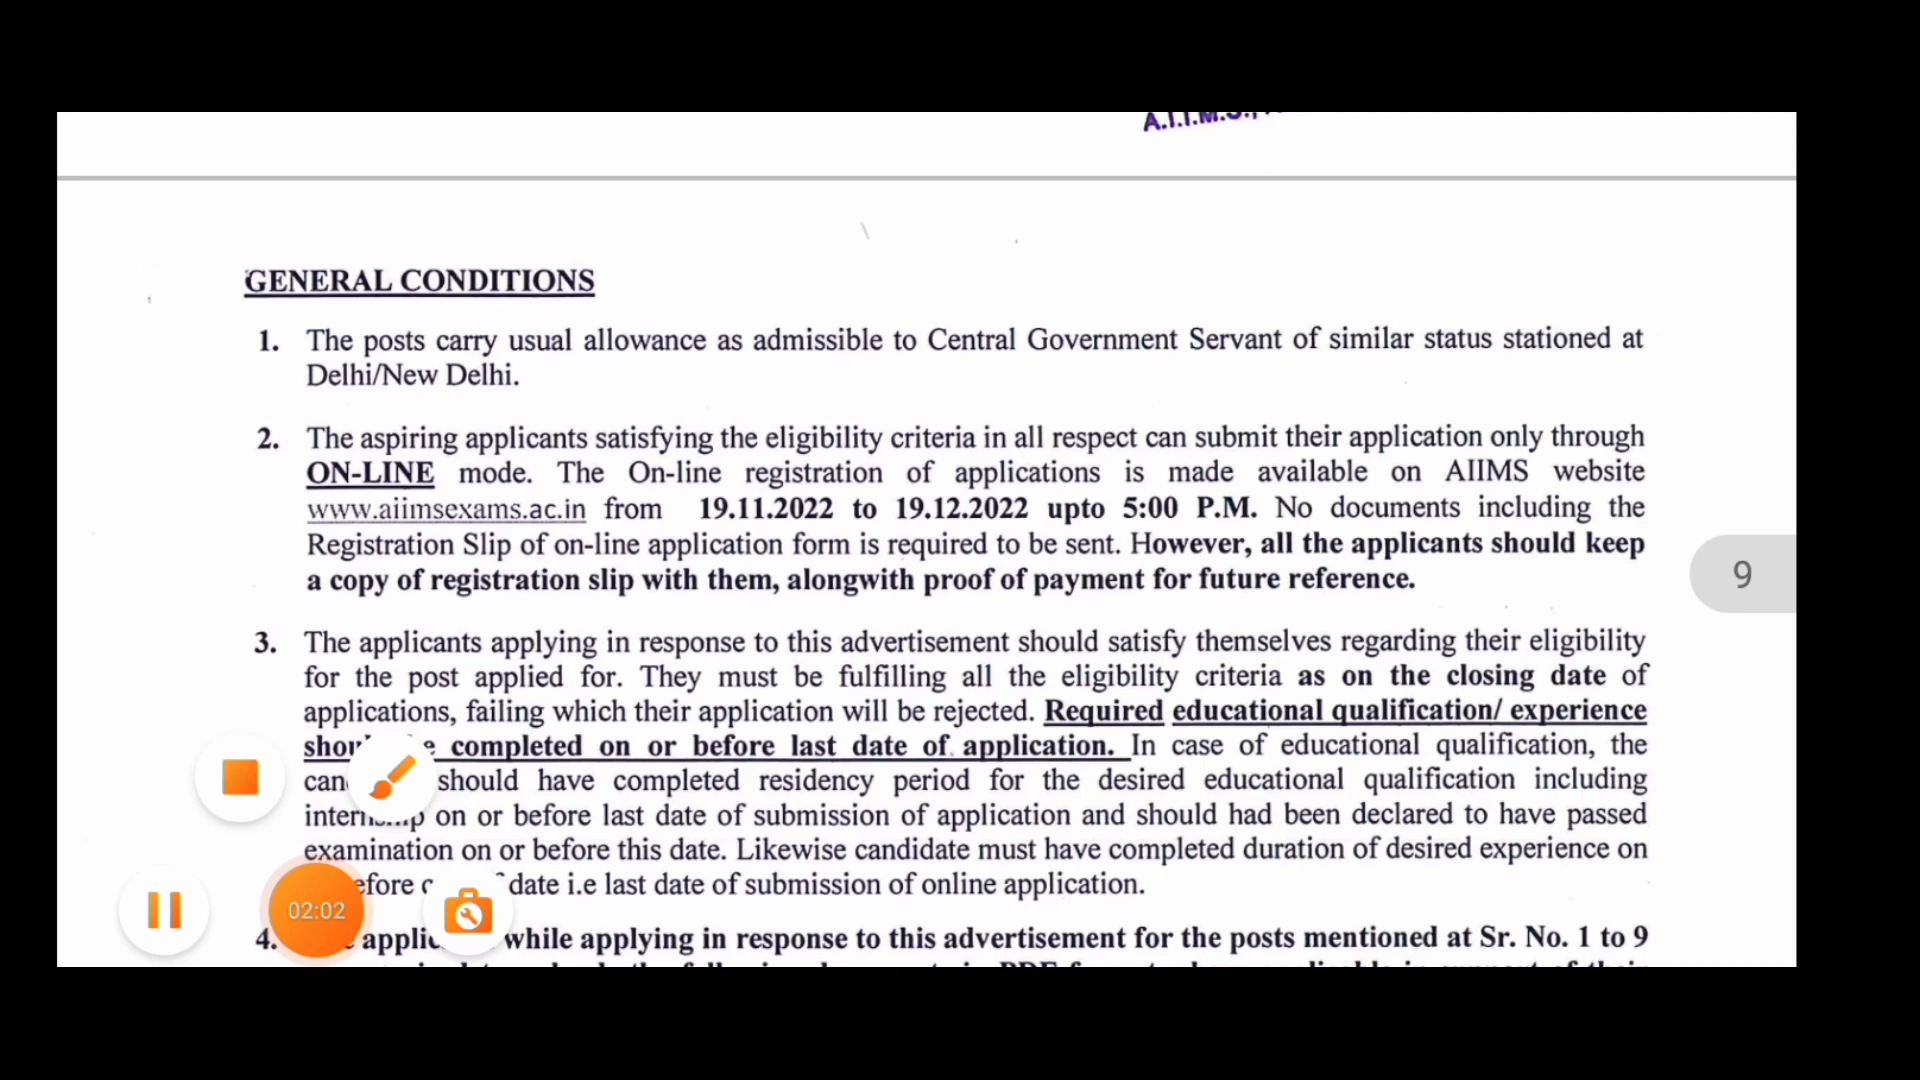 A.I.I.M.S.,
GENERAL CONDITIONS
1. The posts carry usual allowance as admissible to Central Government Servant of similar status stationed at
Delhi/New Delhi.
2. The aspiring applicants satisfying the eligibility criteria in all respect can submit their application only through
ON-LINE mode. The On-line registration of applications is made available on AIIMS website
www.aiimsexams.ac.in from 19.11.2022 to 19.12.2022 upto 5:00 P.M. No documents including the
Registration Slip of on-line application form is required to be sent. However, all the applicants should keep
a copy of registration slip with them, alongwith proof of payment for future reference.
9
3. The applicants applying in response to this advertisement should satisfy themselves regarding their eligibility
for the post applied for. They must be fulfilling all the eligibility criteria as on the closing date of
applications, failing which their application will be rejected. Required educational qualification/ experience
completed on or before last date of application. In case of educational qualification, the
should have completed residency period for the desired educational qualification including
on or before last date of submission of application and should had been declared to have passed
examination on or before this date. Likewise candidate must have completed duration of desired experience on
date i.e last date of submission of online application.
02:02
4. while applying in response to this advertisement for the posts mentioned at Sr. No. 1 to 9